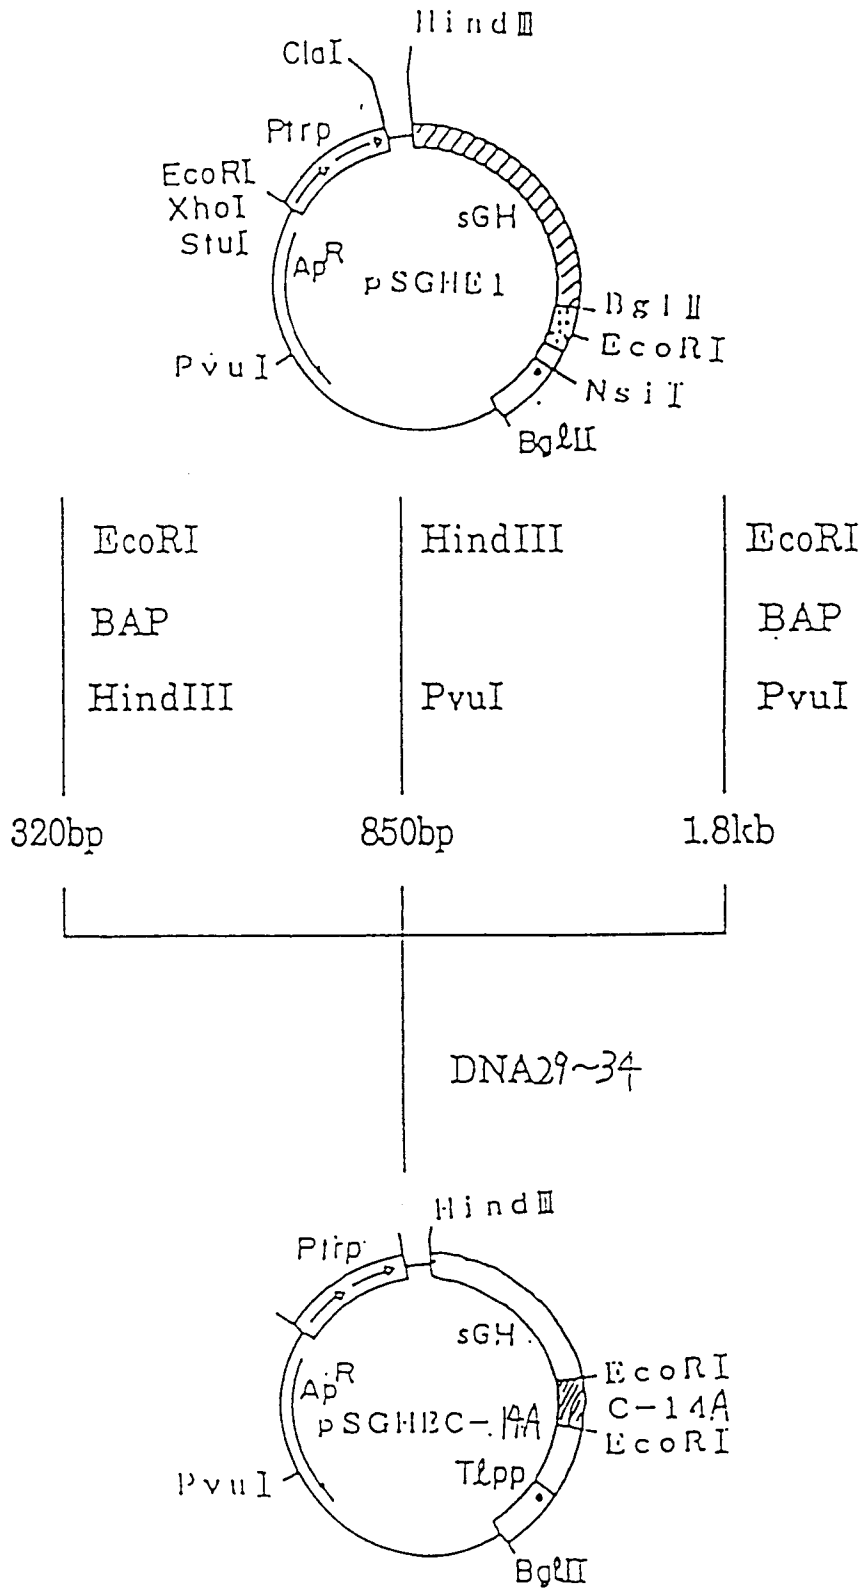 HindIII
ClaI
Ptrp
EcoRI
XhoI
StuI
sGH
Ap^R
pSGHE1
BglII
EcoRI
PvuI
NsiI
BglII
EcoRI
HindIII
EcoRI
BAP
BAP
HindIII
PvuI
PvuI
320bp
850bp
1.8kb
DNA29~34
HindIII
Ptrp
sGH
EcoRI
Ap^R
C-14A
pSGHEC-14A
EcoRI
Tlpp
PvuI
BglII